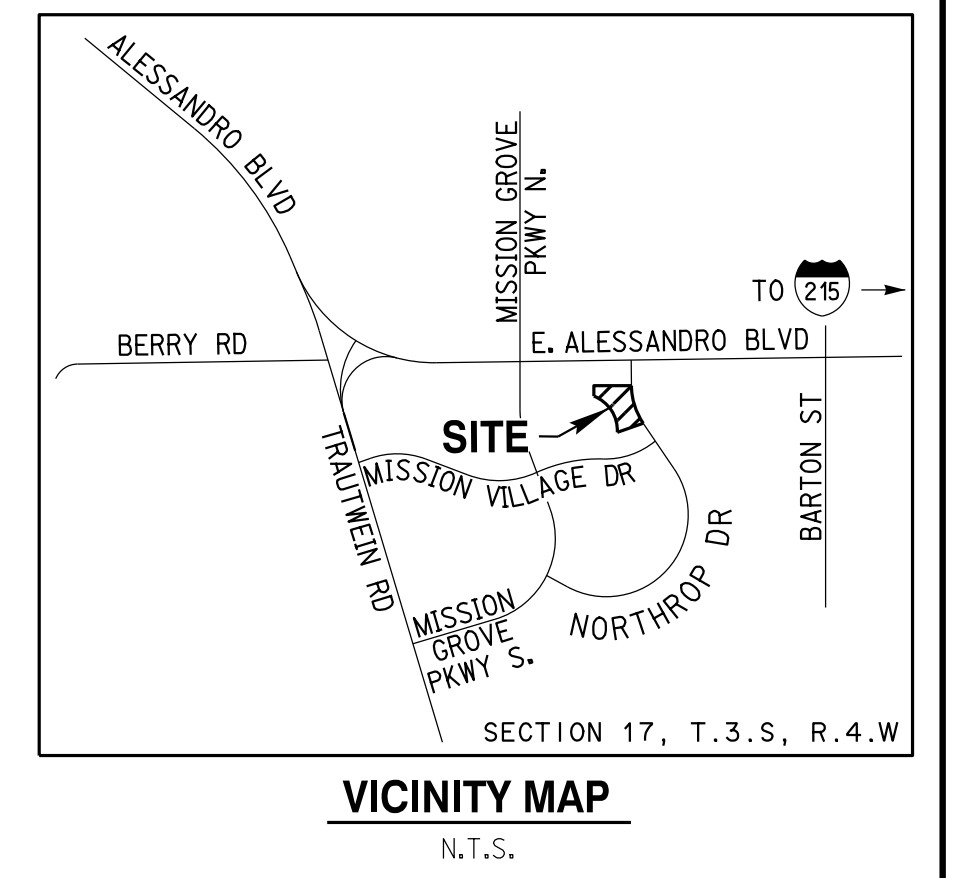 ALESSANDRO BLVD
MISSION GROVE
PKWY N.
TO 215
BERRY RD
E. ALESSANDRO BLVD
SITE
BARTON ST
TRAUTWEIN RD
MISSION VILLAGE DR
NORTHROP DR
MISSION
GROVE
PKWY S.
SECTION 17, T.3.S, R.4.W
VICINITY MAP
N.T.S.